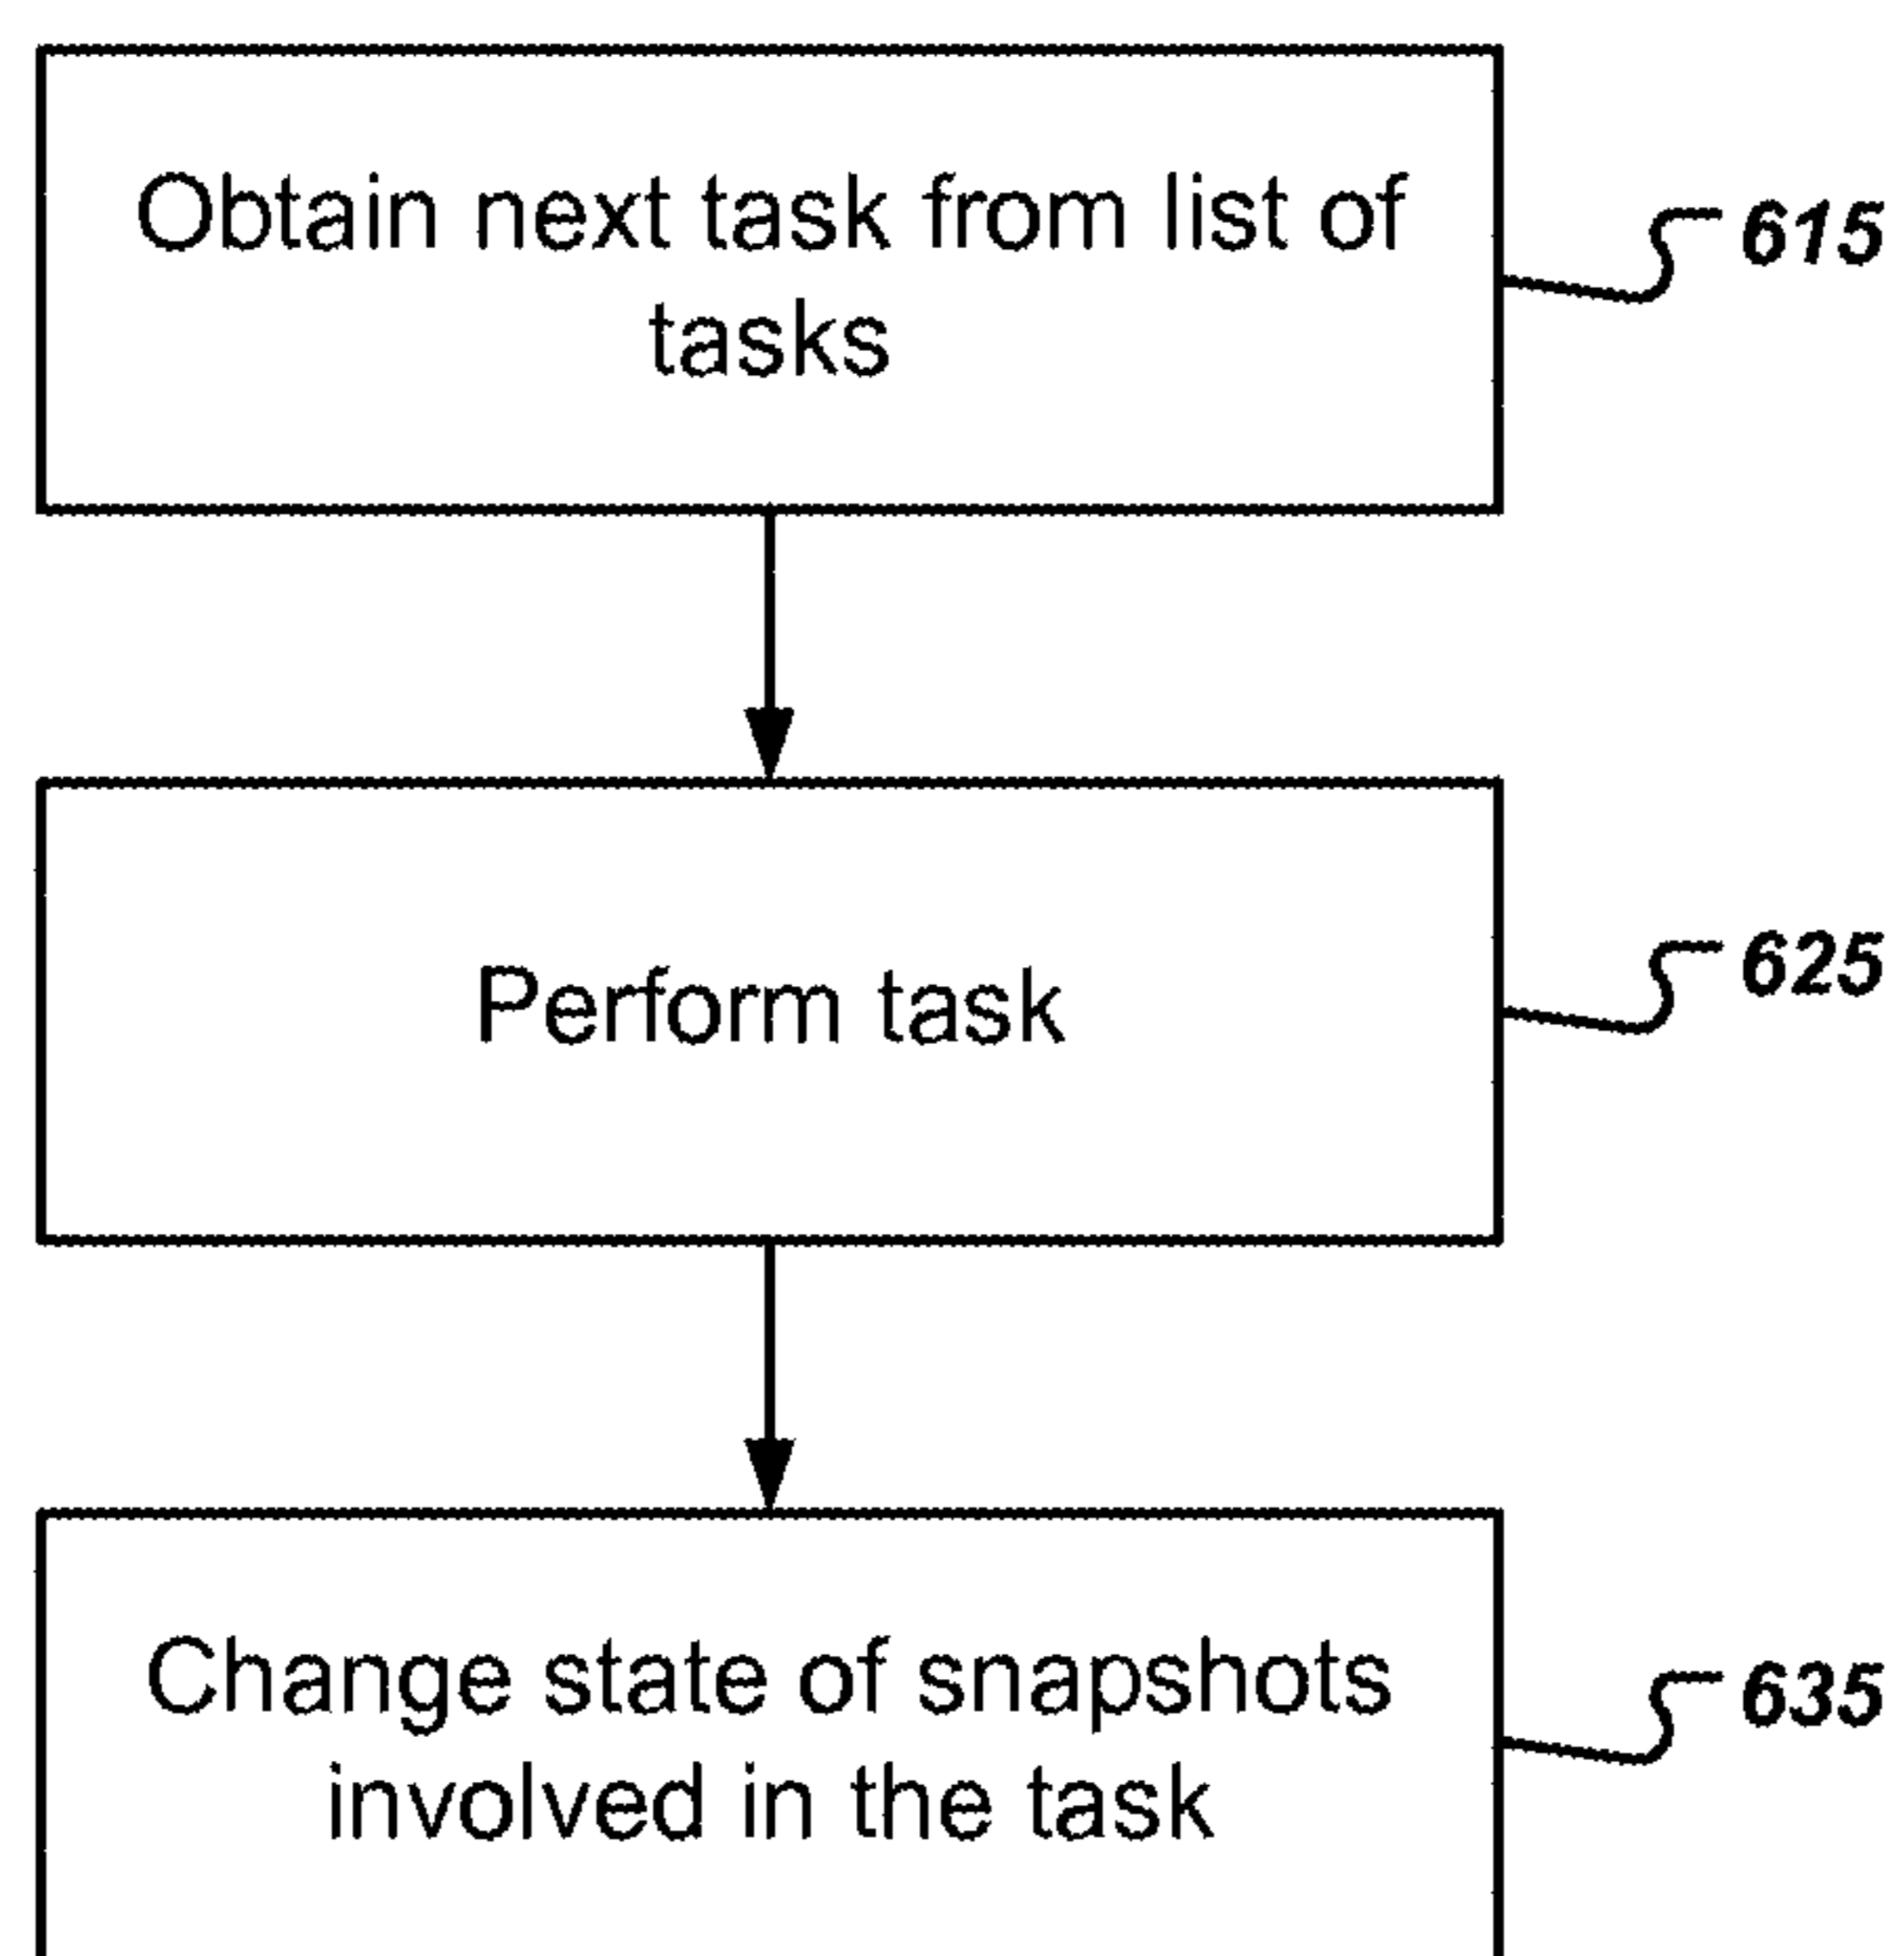 Obtain next task from list of
tasks
615
Perform task
625
Change state of snapshots
involved in the task
635